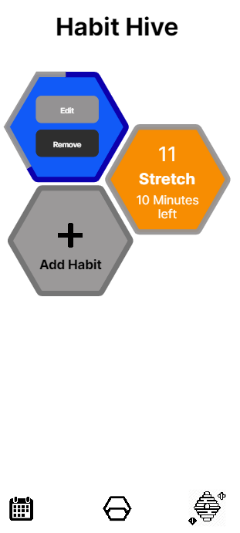 Habit Hive
Edit
Remove
11
Stretch
10 Minutes
left
Add Habit